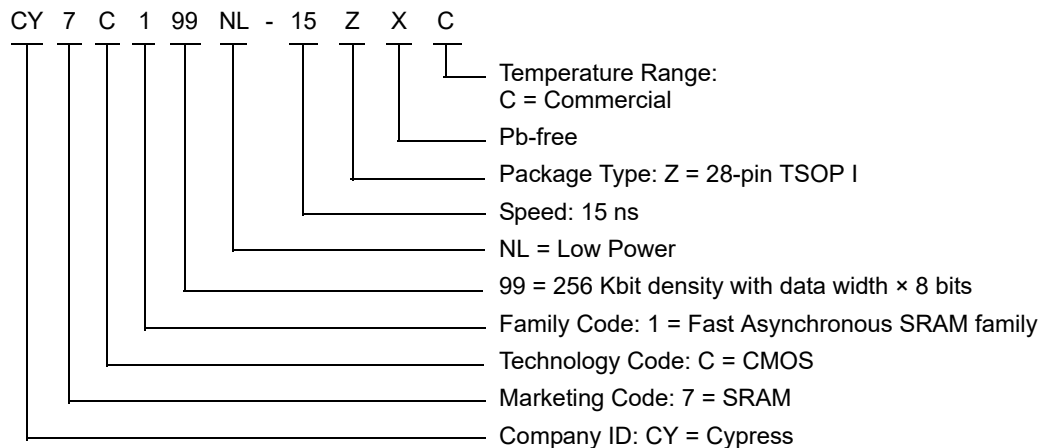 CY 7 C 1 99 NL - 15 Z X C
Temperature Range:
C = Commercial
Pb-free
Package Type: Z = 28-pin TSOP I
Speed: 15 ns
NL = Low Power
99 = 256 Kbit density with data width × 8 bits
Family Code: 1 = Fast Asynchronous SRAM family
Technology Code: C = CMOS
Marketing Code: 7 = SRAM
Company ID: CY = Cypress